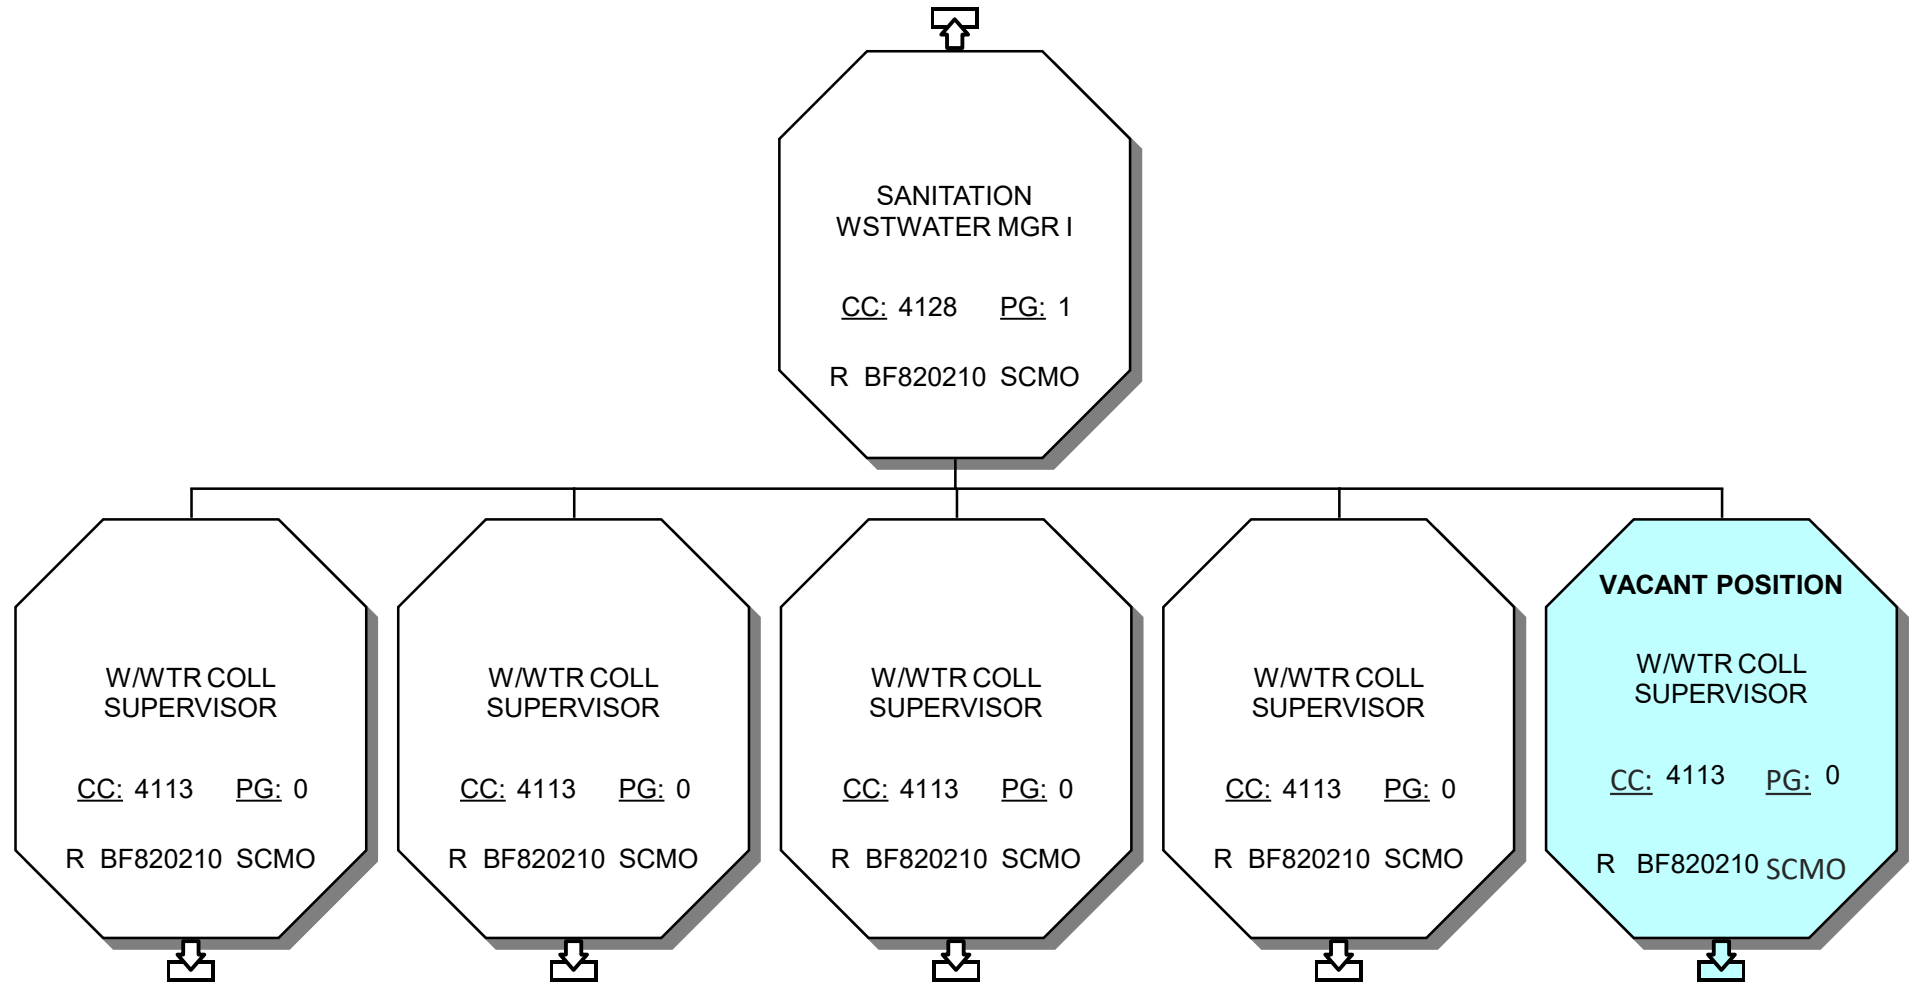 SANITATION
WSTWATER MGR I
CC: 4128 PG: 1
R BF820210 SCMO
W/WTR COLL
SUPERVISOR
CC: 4113 PG: 0
R BF820210 SCMO
W/WTR COLL
SUPERVISOR
CC: 4113 PG: 0
R BF820210 SCMO
W/WTR COLL
SUPERVISOR
CC: 4113 PG: 0
R BF820210 SCMO
W/WTR COLL
SUPERVISOR
CC: 4113 PG: 0
R BF820210 SCMO
VACANT POSITION
W/WTR COLL
SUPERVISOR
CC: 4113 PG: 0
R BF820210 SCMO